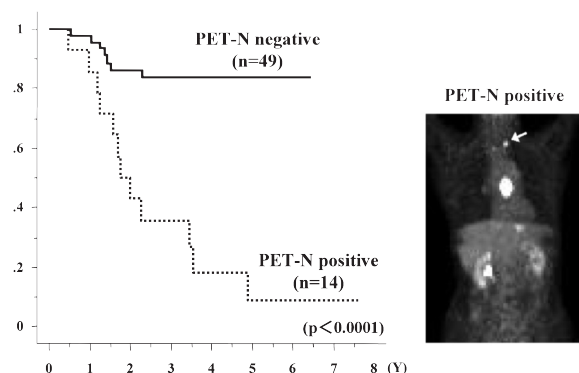 1
.8
.6
.4
.2
0
PET-N negative
(n=49)
PET-N positive
(n=14)
(p<0.0001)
0 1 2 3 4 5 6 7 8 (Y)
PET-N positive